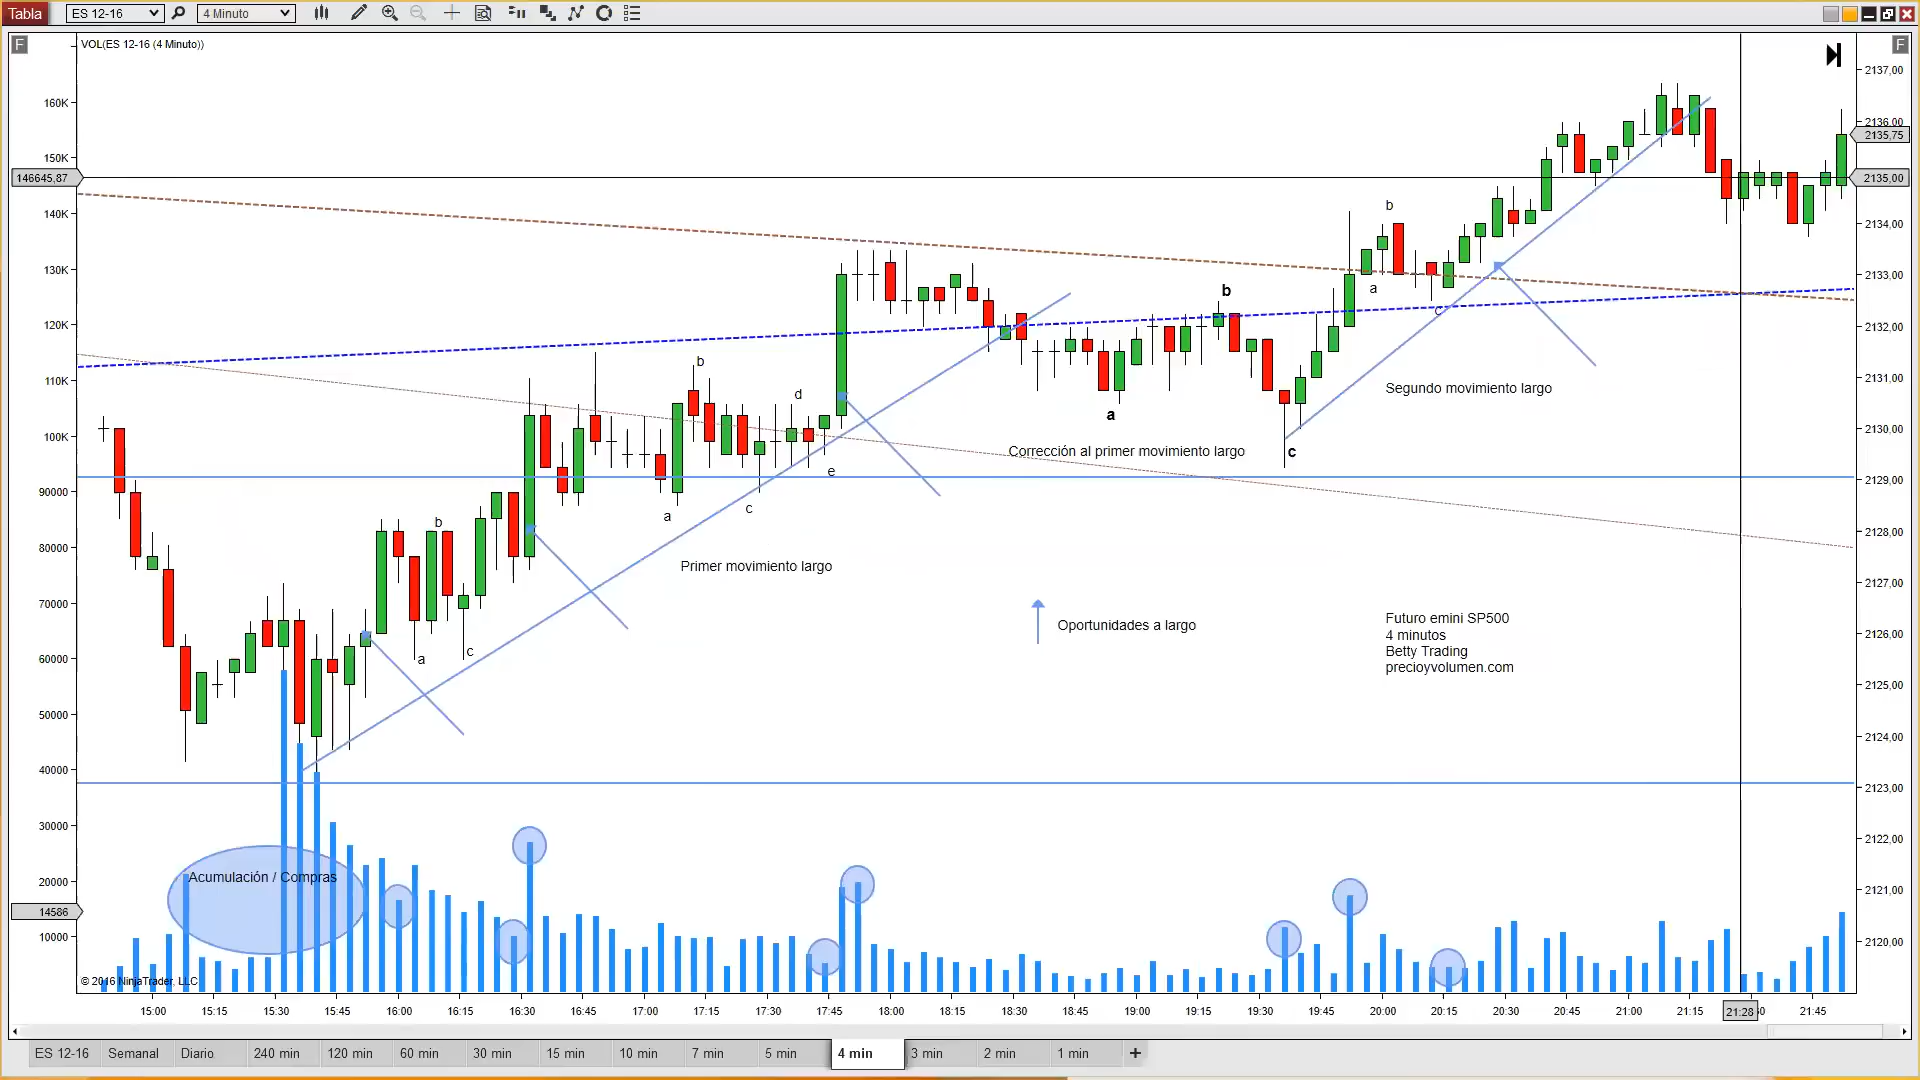 Tabla
ES 12-16
4 Minuto
F
VOL(ES 12-16 (4 Minuto))
F
160K
150K
146645,87
140K
130K
120K
110K
100K
90000
80000
70000
60000
50000
40000
30000
20000
14586
10000
2137,00
2136,00
2135,75
2135,00
2134,00
2133,00
2132,00
2131,00
2130,00
2129,00
2128,00
2127,00
2126,00
2125,00
2124,00
2123,00
2122,00
2121,00
2120,00
b
a
c
b
d
a
c
e
b
a
c
b
a
c
Segundo movimiento largo
Corrección al primer movimiento largo
Primer movimiento largo
Oportunidades a largo
Futuro emini SP500
4 minutos
Betty Trading
precioyvolumen.com
Acumulación / Compras
© 2016 NinjaTrader, LLC
15:00 15:15 15:30 15:45 16:00 16:15 16:30 16:45 17:00 17:15 17:30 17:45 18:00 18:15 18:30 18:45 19:00 19:15 19:30 19:45 20:00 20:15 20:30 20:45 21:00 21:15 21:28 21:45
ES 12-16 Semanal Diario 240 min 120 min 60 min 30 min 15 min 10 min 7 min 5 min 4 min 3 min 2 min 1 min +